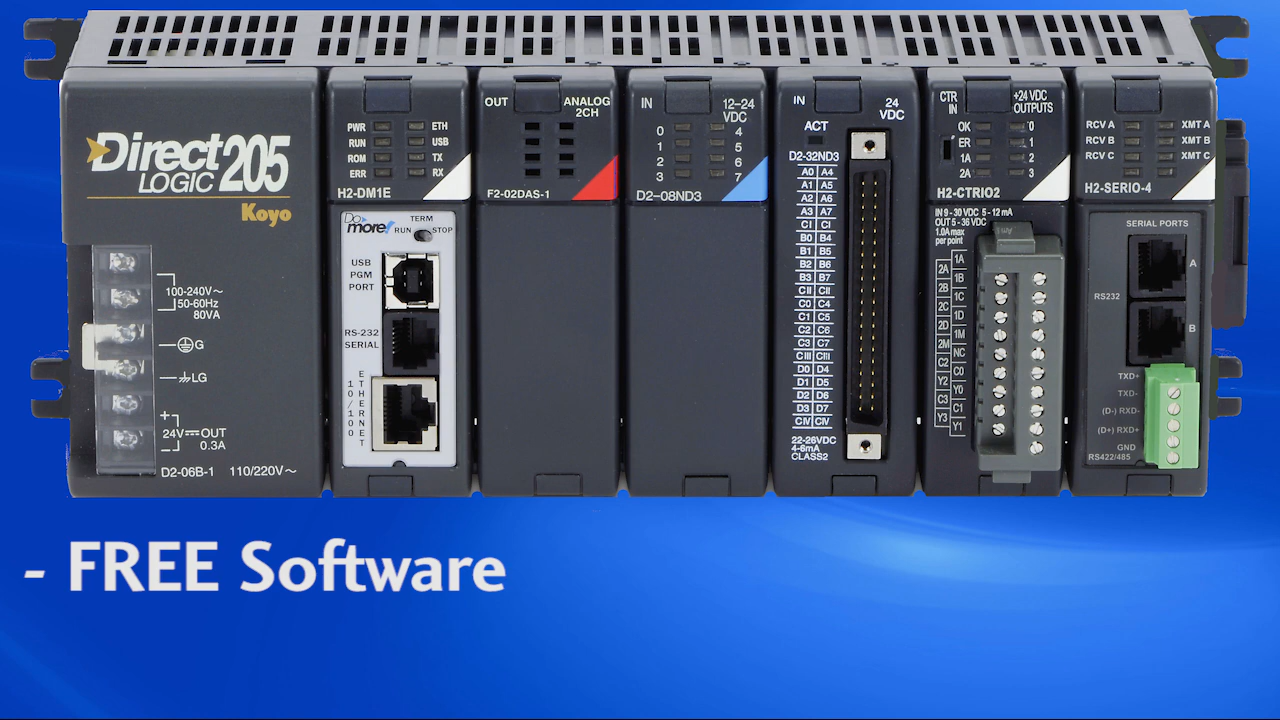 Direct
LOGIC 205
Koyo
100-240V~
50-60Hz
80VA
G
LG
+
24V OUT
0.3A
-
D2-06B-1 110/220V~
PWR ETH
RUN USB
ROM TX
ERR RX
H2-DM1E
Do
more!
TERM
RUN STOP
USB
PGM
PORT
RS-232
SERIAL
ETHERNET
10/100
OUT ANALOG
2CH
F2-02DAS-1
IN 12-24
VDC
0 4
1 5
2 6
3 7
D2-08ND3
IN 24
VDC
ACT
D2-32ND3
A0 A4
A1 A5
A2 A6
A3 A7
CI CI
B0 B4
B1 B5
B2 B6
B3 B7
CII CII
C0 C4
C1 C5
C2 C6
C3 C7
CIII CIII
D0 D4
D1 D5
D2 D6
D3 D7
CIV CIV
22-26VDC
4-6mA
CLASS2
CTR
IN
+24 VDC
OUTPUTS
OK 0
ER 1
1A 2
2A 3
H2-CTRIO2
IN 9-30 VDC 5-12 mA
OUT 5-36 VDC
1.0A max
per point
1A
2A
1B
2B
1C
2C
1D
2D
1M
2M
NC
C2
C0
Y2
Y0
C3
C1
Y3
Y1
RCV A XMT A
RCV B XMT B
RCV C XMT C
H2-SERIO-4
SERIAL PORTS
A
RS232
B
TXD+
TXD-
(D-) RXD-
(D+) RXD+
GND
RS422/485
- FREE Software